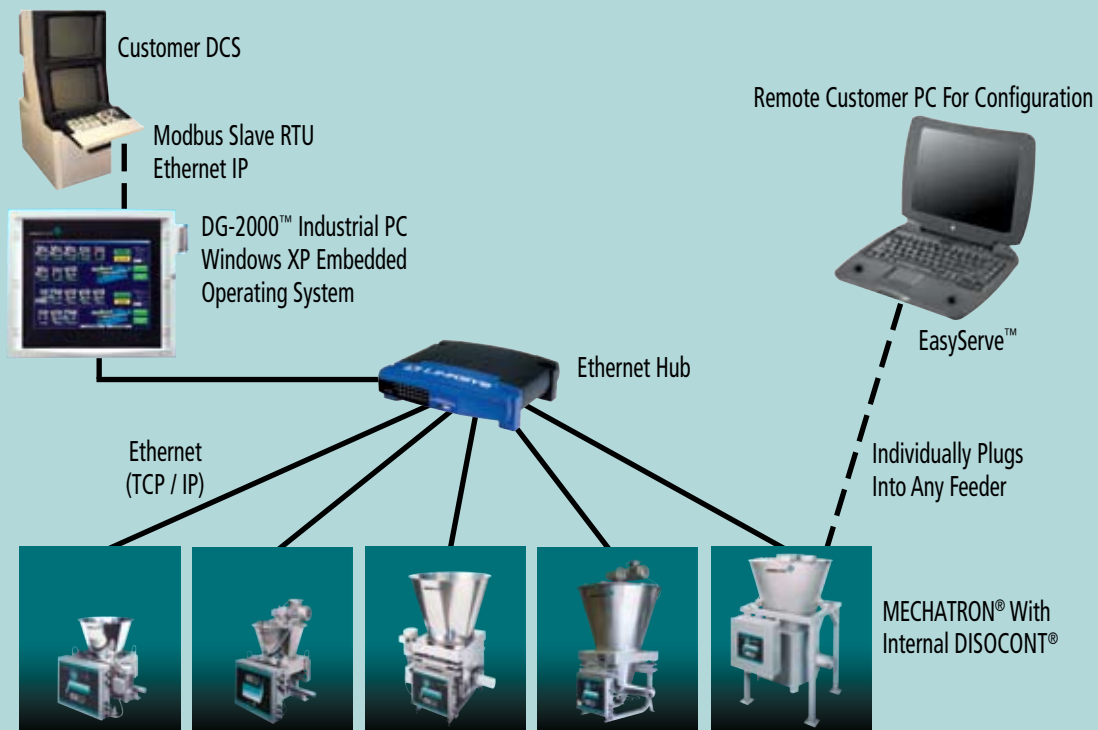 Customer DCS
Modbus Slave RTU
Ethernet IP
Remote Customer PC For Configuration
DG-2000™ Industrial PC
Windows XP Embedded
Operating System
EasyServe™
Ethernet Hub
LINKSYS
Ethernet
(TCP / IP)
Individually Plugs
Into Any Feeder
MECHATRON® With
Internal DISOCONT®